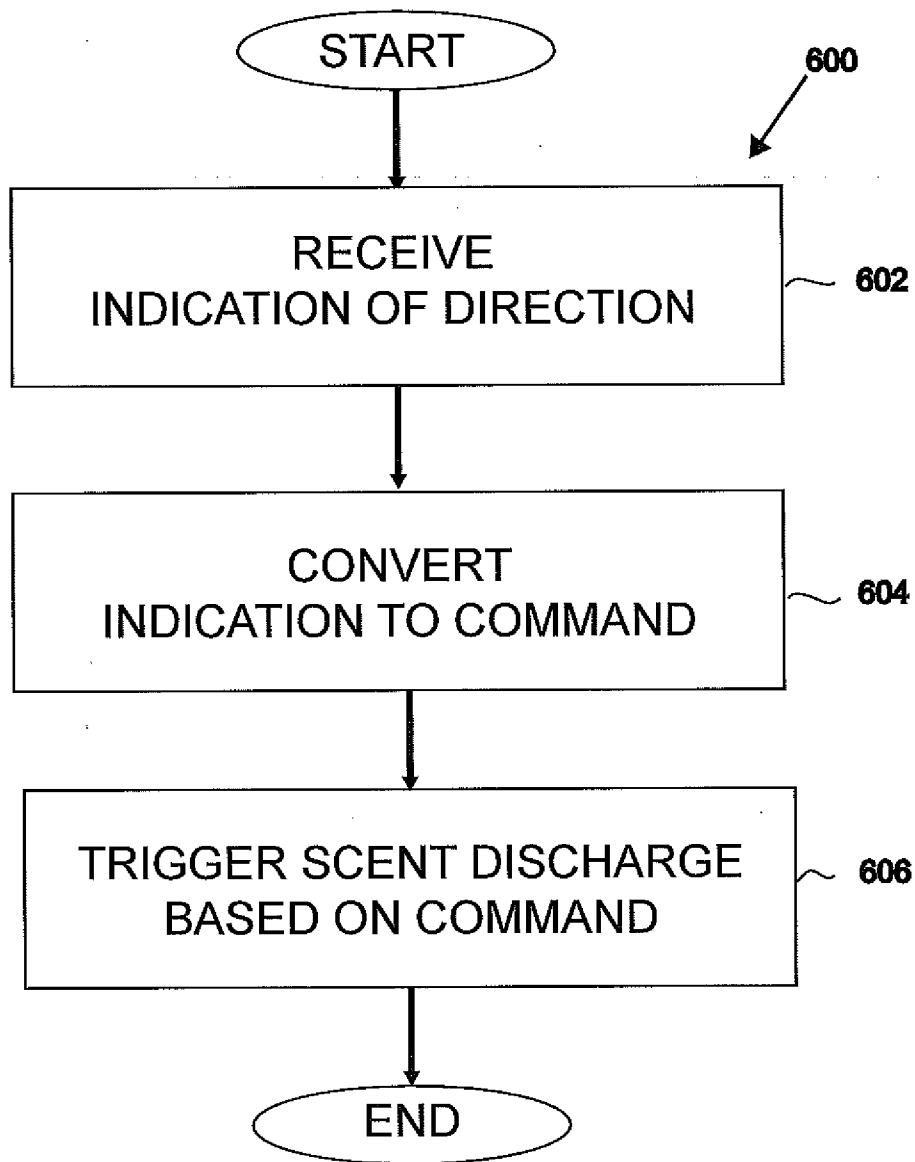 START
600
RECEIVE
INDICATION OF DIRECTION
602
CONVERT
INDICATION TO COMMAND
604
TRIGGER SCENT DISCHARGE
BASED ON COMMAND
606
END